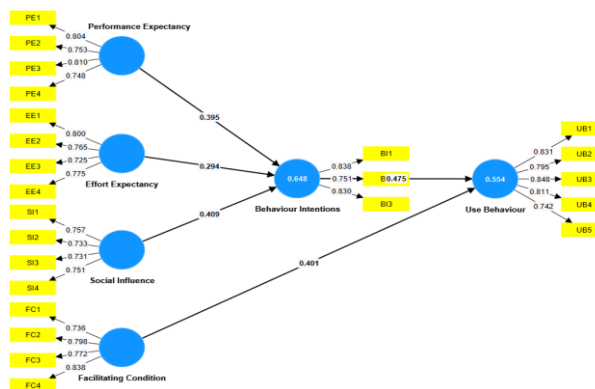 PE1
Performance Expectancy
0.804
PE2
0.753
PE3
0.810
0.748
PE4
EE1
0.800
EE2
0.765
EE3
0.725
0.775
EE4
Effort Expectancy
SI1
0.757
SI2
0.733
SI3
0.731
0.751
SI4
Social Influence
FC1
0.736
FC2
0.798
FC3
0.772
0.838
FC4
Facilitating Condition
0.395
0.294
0.409
0.401
0.648
Behaviour Intentions
0.838
BI1
0.751
B
0.475
0.830
BI3
0.554
Use Behaviour
0.831
UB1
0.795
UB2
0.848
UB3
0.811
UB4
0.742
UB5